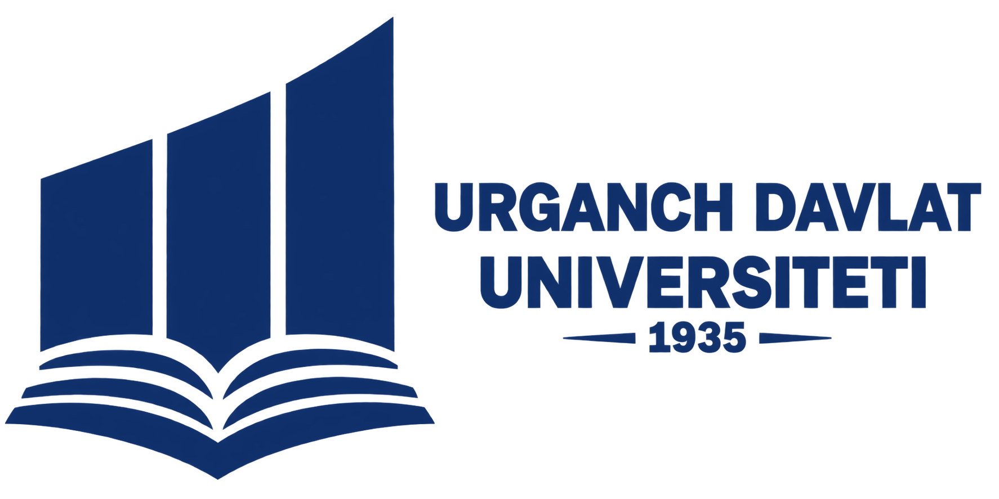 URGANCH DAVLAT
UNIVERSITETI
1935